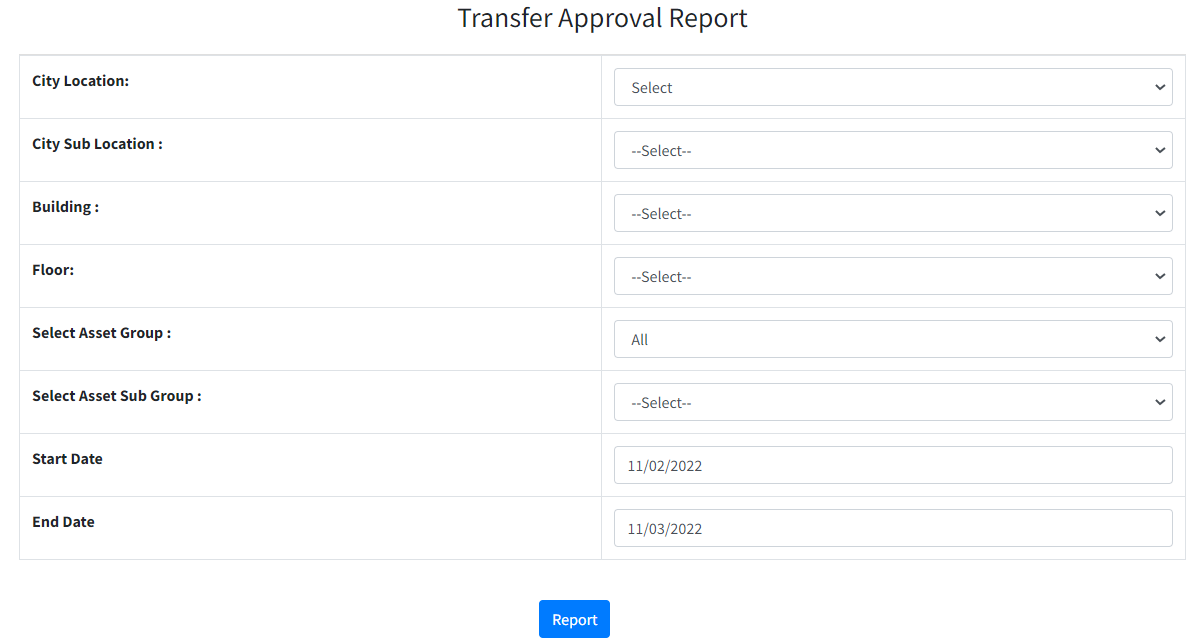 Transfer Approval Report
City Location:
Select
City Sub Location :
--Select--
Building :
--Select--
Floor:
--Select--
Select Asset Group :
All
Select Asset Sub Group :
--Select--
Start Date
11/02/2022
End Date
11/03/2022
Report